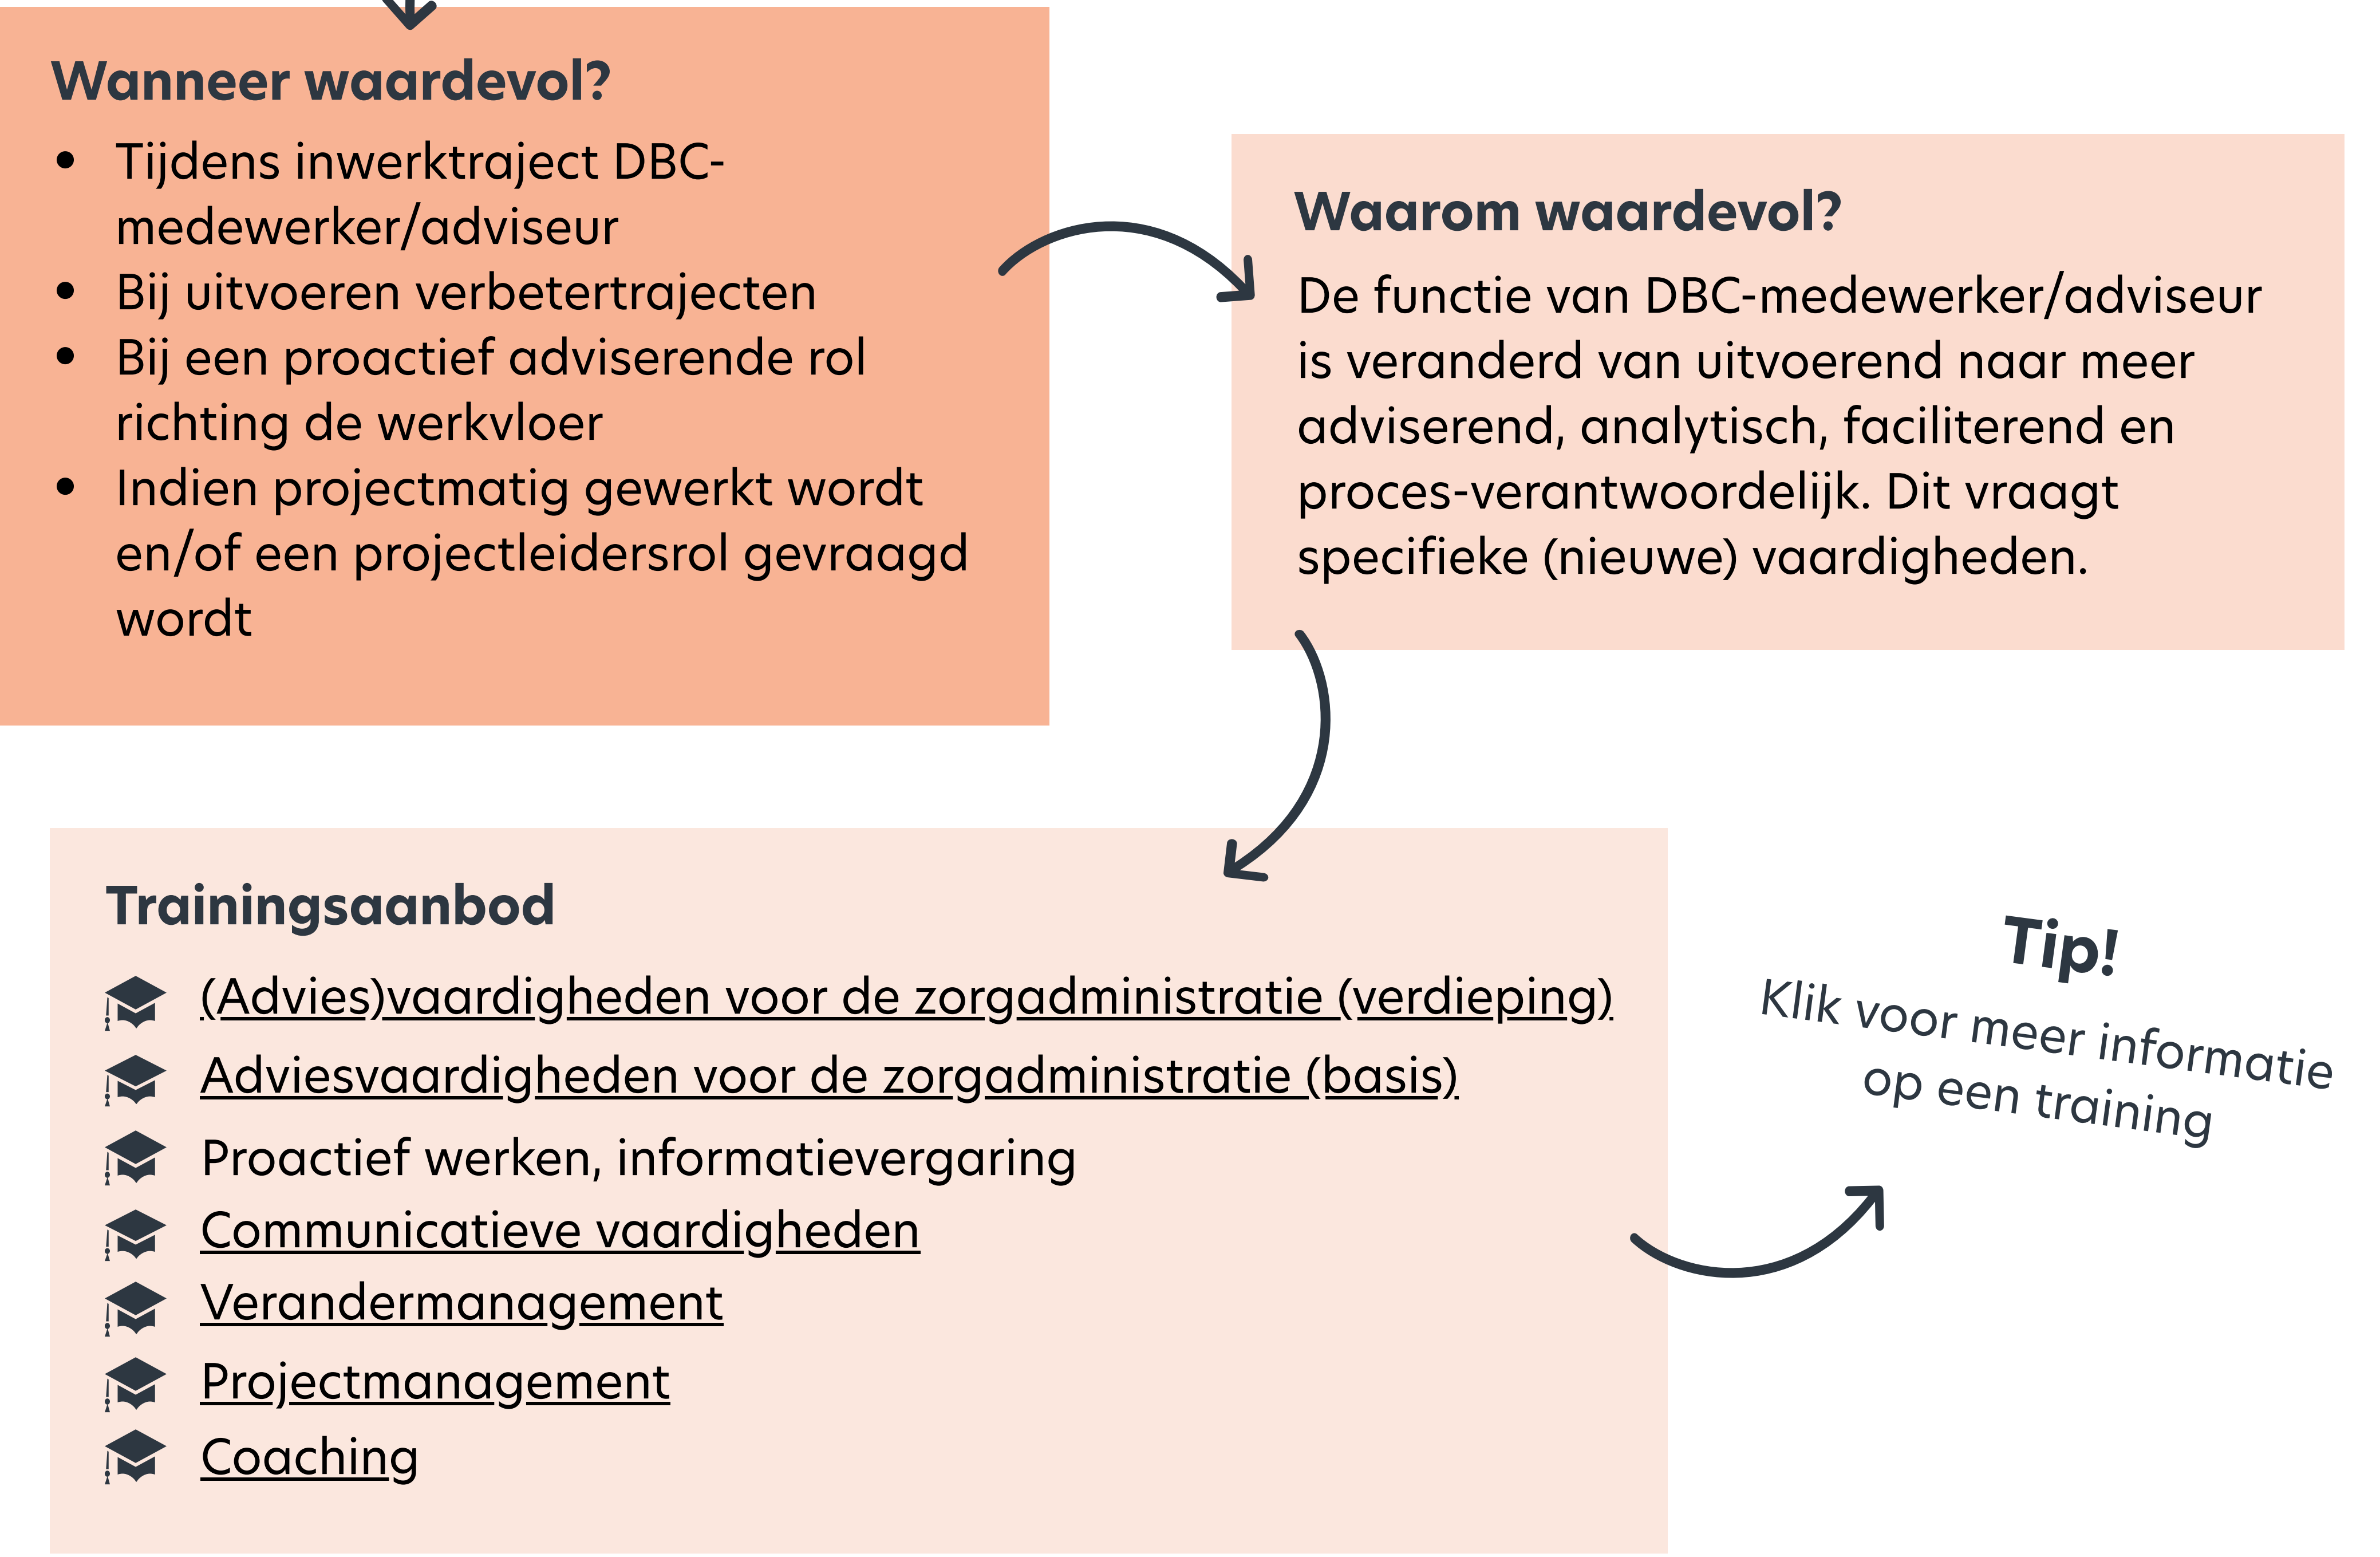 Wanneer waardevol?
• Tijdens inwerktraject DBC-
medewerker/adviseur
• Bij uitvoeren verbetertrajecten
• Bij een proactief adviserende rol
richting de werkvloer
• Indien projectmatig gewerkt wordt
en/of een projectleidersrol gevraagd
wordt
Waarom waardevol?
De functie van DBC-medewerker/adviseur
is veranderd van uitvoerend naar meer
adviserend, analytisch, faciliterend en
proces-verantwoordelijk. Dit vraagt
specifieke (nieuwe) vaardigheden.
Trainingsaanbod
(Advies)vaardigheden voor de zorgadministratie (verdieping)
Adviesvaardigheden voor de zorgadministratie (basis)
Proactief werken, informatievergaring
Communicatieve vaardigheden
Verandermanagement
Projectmanagement
Coaching
Tip!
Klik voor meer informatie
op een training